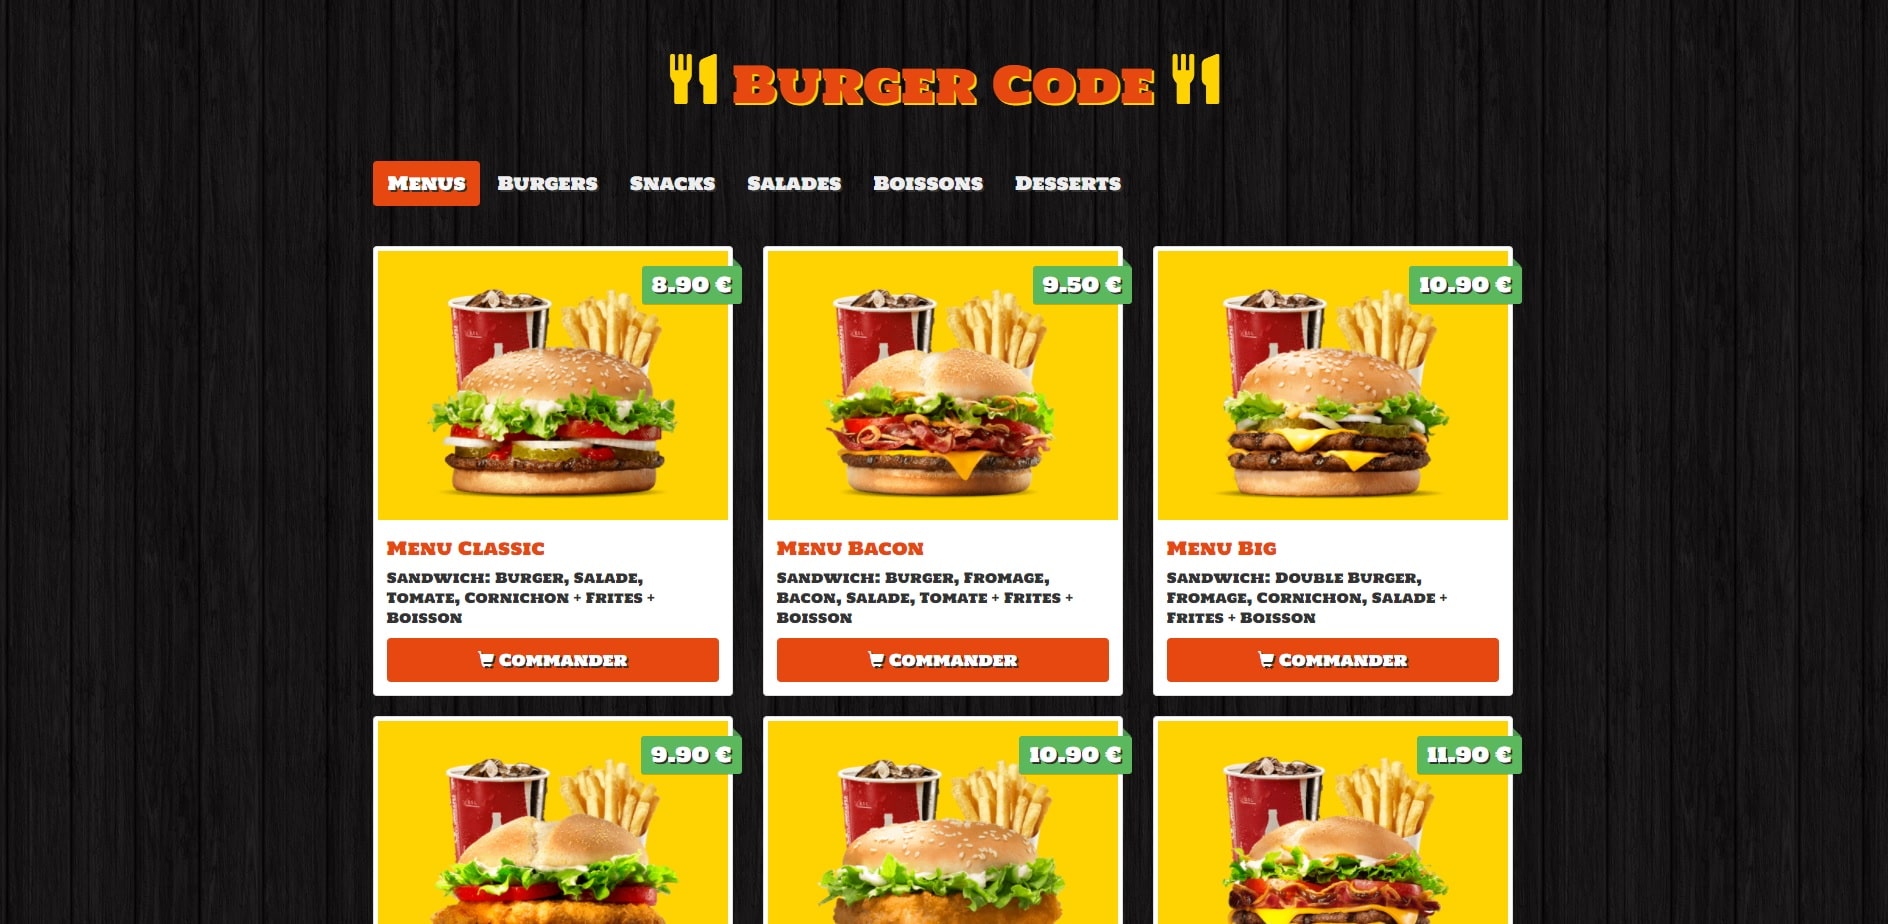 Burger Code
Menus Burgers Snacks Salades Boissons Desserts
8.90 €
9.50 €
10.90 €
Menu Classic
Sandwich: Burger, Salade,
Tomate, Cornichon + Frites +
Boisson
Commander
Menu Bacon
Sandwich: Burger, Fromage,
Bacon, Salade, Tomate + Frites +
Boisson
Commander
Menu Big
Sandwich: Double Burger,
Fromage, Cornichon, Salade +
Frites + Boisson
Commander
9.90 €
10.90 €
11.90 €